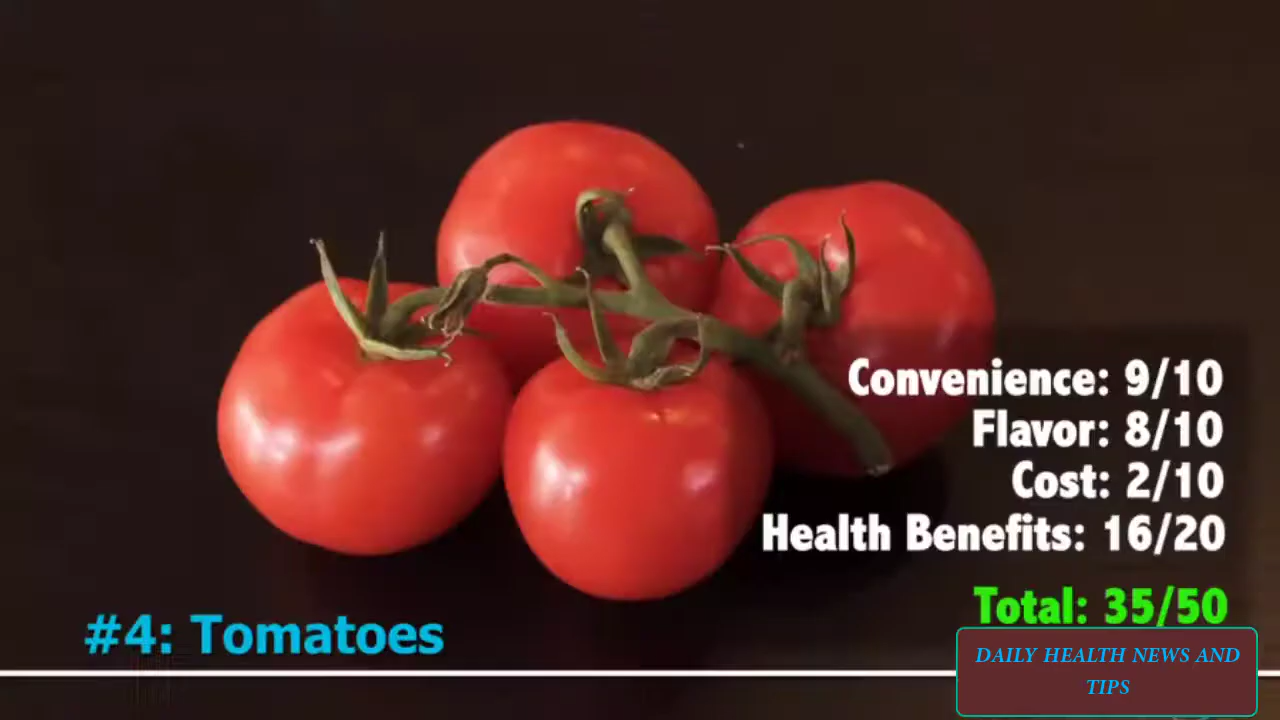 Convenience: 9/10
Flavor: 8/10
Cost: 2/10
Health Benefits: 16/20
Total: 35/50
#4: Tomatoes
DAILY HEALTH NEWS AND
TIPS